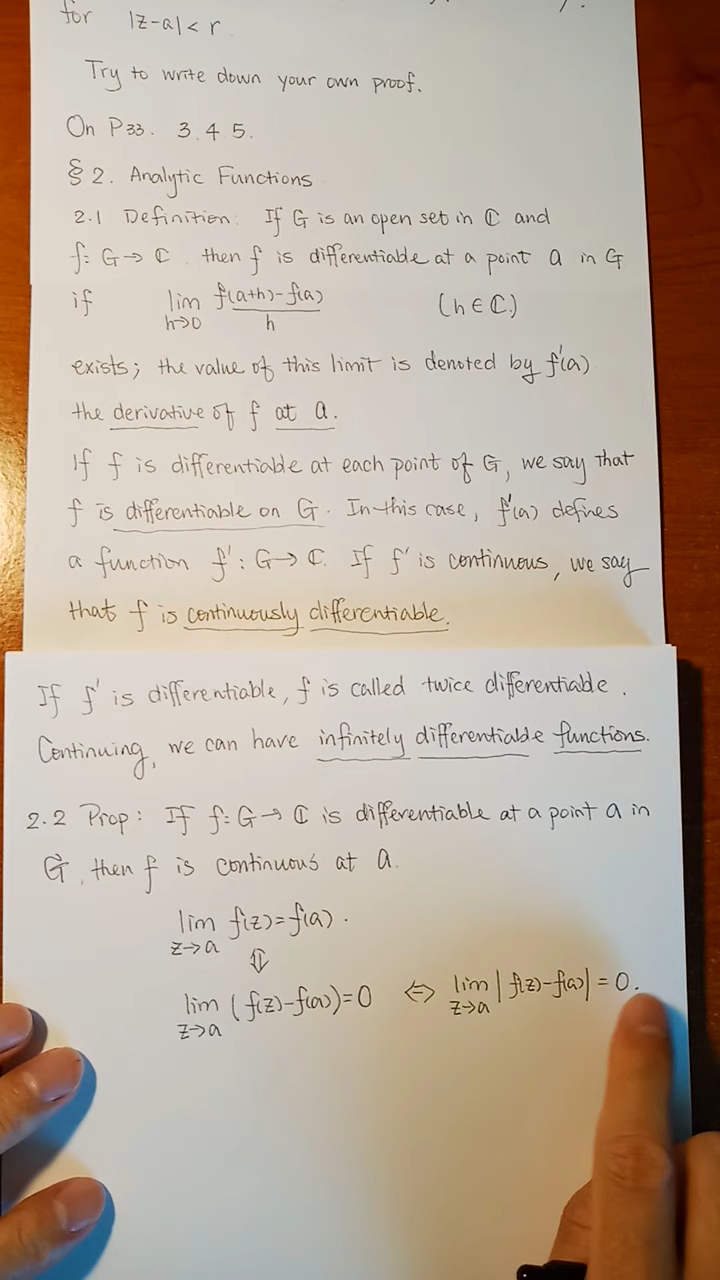 for |z-a| < r.
Try to write down your own proof.
On P33. 3. 4 5.
§2. Analytic Functions
2.1 Definition: If G is an open set in ℂ and
f: G→ℂ. then f is differentiable at a point a in G
if lim h→0 f(a+h)-f(a) / h (h∈ℂ.)
exists; the value of this limit is denoted by f'(a)
the derivative of f at a.
If f is differentiable at each point of G, we say that
f is differentiable on G. In this case, f'(a) defines
a function f': G→ℂ. If f' is continuous, we say
that f is continuously differentiable.
If f' is differentiable, f is called twice differentiable.
Continuing, we can have infinitely differentiable functions.
2.2 Prop: If f: G→ℂ is differentiable at a point a in
G, then f is continuous at a.
lim z→a f(z)=f(a).
⇕
lim z→a (f(z)-f(a))=0 ⇔ lim z→a |f(z)-f(a)|=0.